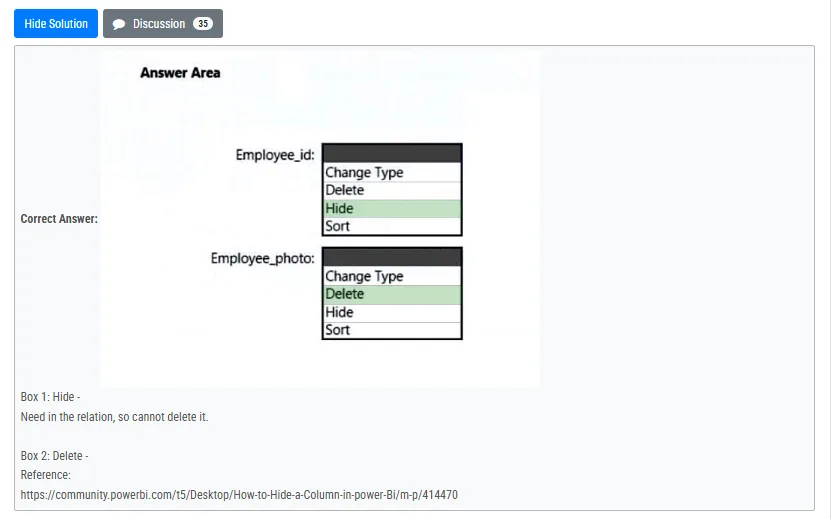 Hide Solution
Discussion 35
Answer Area
Employee_id:
Change Type
Delete
Hide
Sort
Correct Answer:
Employee_photo:
Change Type
Delete
Hide
Sort
Box 1: Hide -
Need in the relation, so cannot delete it.
Box 2: Delete -
Reference:
https://community.powerbi.com/t5/Desktop/How-to-Hide-a-Column-in-power-Bi/m-p/414470